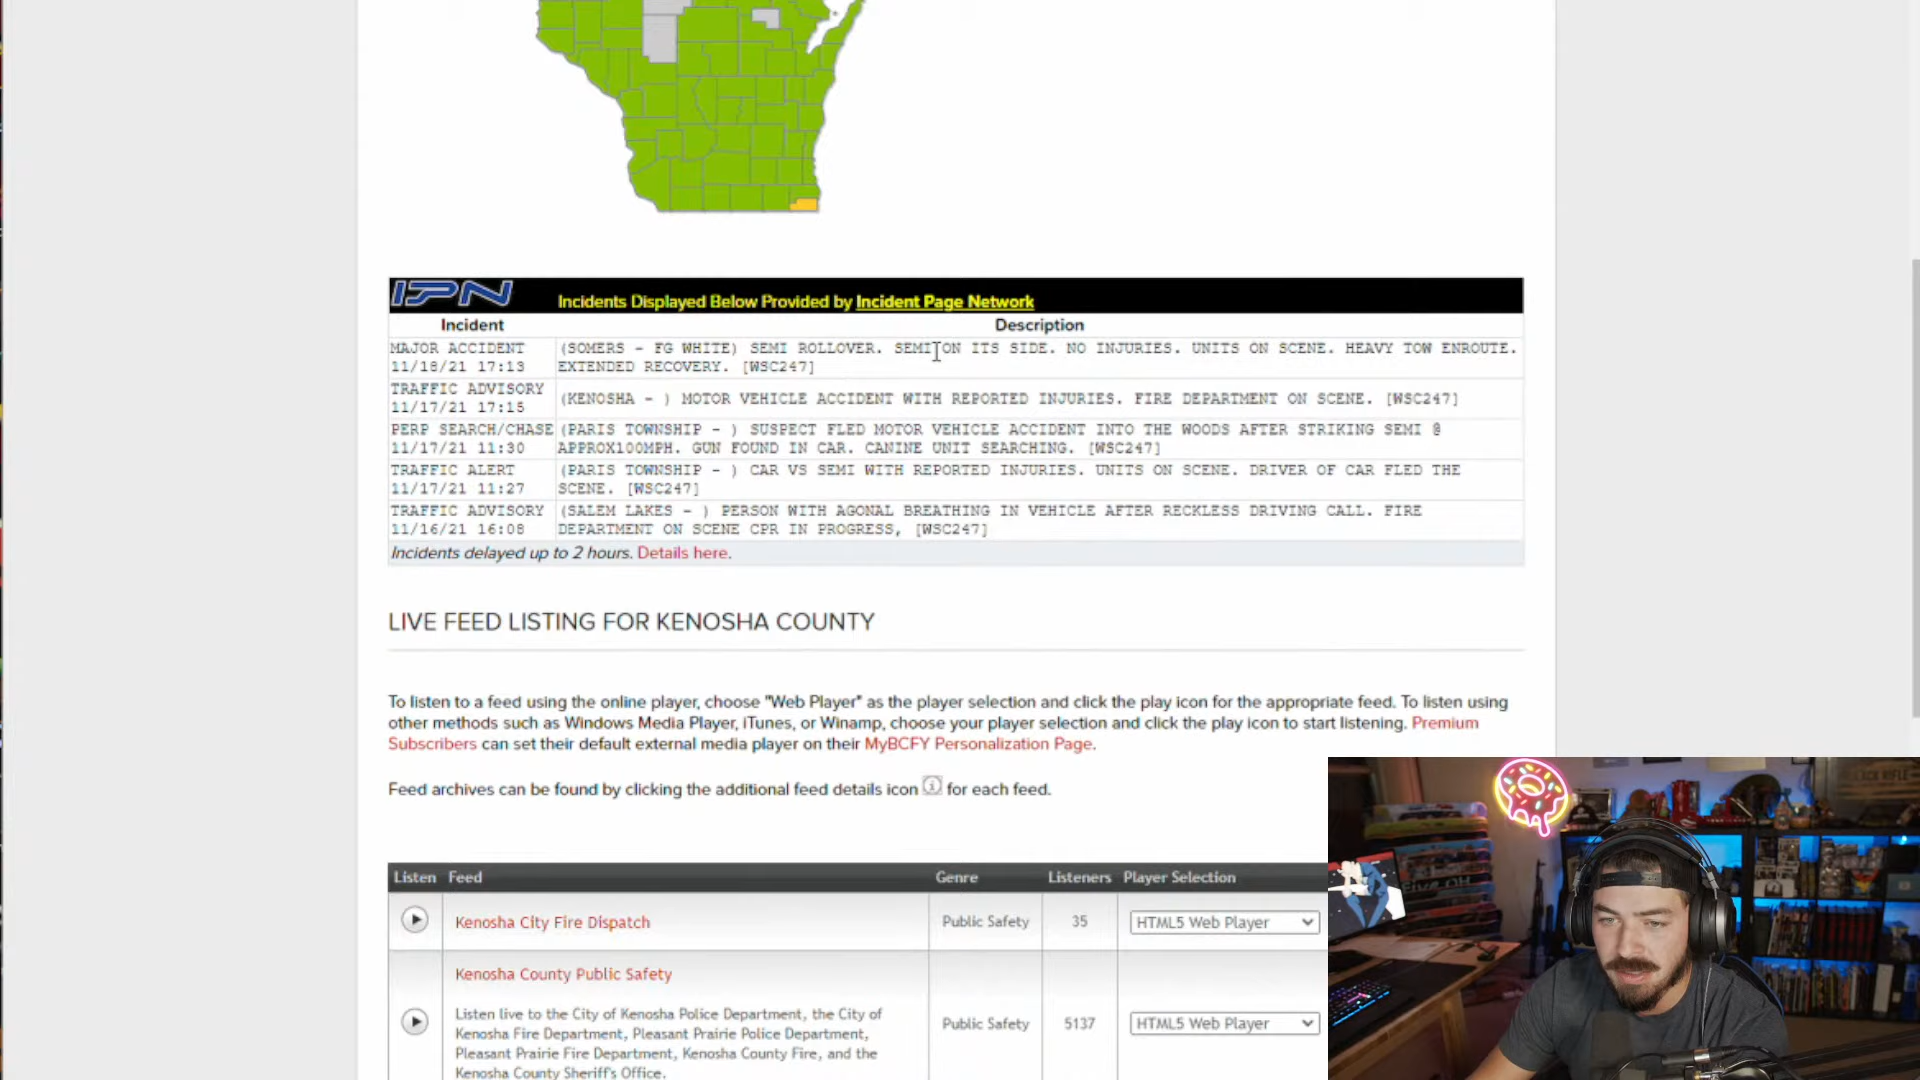 IPN Incidents Displayed Below Provided by Incident Page Network
Incident Description
MAJOR ACCIDENT (SOMERS - FG WHITE) SEMI ROLLOVER. SEMI ON ITS SIDE. NO INJURIES. UNITS ON SCENE. HEAVY TOW ENROUTE.
11/18/21 17:13 EXTENDED RECOVERY. [WSC247]
TRAFFIC ADVISORY
11/17/21 17:15 (KENOSHA - ) MOTOR VEHICLE ACCIDENT WITH REPORTED INJURIES. FIRE DEPARTMENT ON SCENE. [WSC247]
PERP SEARCH/CHASE (PARIS TOWNSHIP - ) SUSPECT FLED MOTOR VEHICLE ACCIDENT INTO THE WOODS AFTER STRIKING SEMI @
11/17/21 11:30 APPROX100MPH. GUN FOUND IN CAR. CANINE UNIT SEARCHING. [WSC247]
TRAFFIC ALERT (PARIS TOWNSHIP - ) CAR VS SEMI WITH REPORTED INJURIES. UNITS ON SCENE. DRIVER OF CAR FLED THE
11/17/21 11:27 SCENE. [WSC247]
TRAFFIC ADVISORY (SALEM LAKES - ) PERSON WITH AGONAL BREATHING IN VEHICLE AFTER RECKLESS DRIVING CALL. FIRE
11/16/21 16:08 DEPARTMENT ON SCENE CPR IN PROGRESS, [WSC247]
Incidents delayed up to 2 hours. Details here.
LIVE FEED LISTING FOR KENOSHA COUNTY
To listen to a feed using the online player, choose "Web Player" as the player selection and click the play icon for the appropriate feed. To listen using
other methods such as Windows Media Player, iTunes, or Winamp, choose your player selection and click the play icon to start listening. Premium
Subscribers can set their default external media player on their MyBCFY Personalization Page.
Feed archives can be found by clicking the additional feed details icon for each feed.
Listen Feed Genre Listeners Player Selection
Kenosha City Fire Dispatch Public Safety 35 HTML5 Web Player
Kenosha County Public Safety
Listen live to the City of Kenosha Police Department, the City of
Kenosha Fire Department, Pleasant Prairie Police Department,
Pleasant Prairie Fire Department, Kenosha County Fire, and the
Kenosha County Sheriff's Office.
Public Safety 5137 HTML5 Web Player